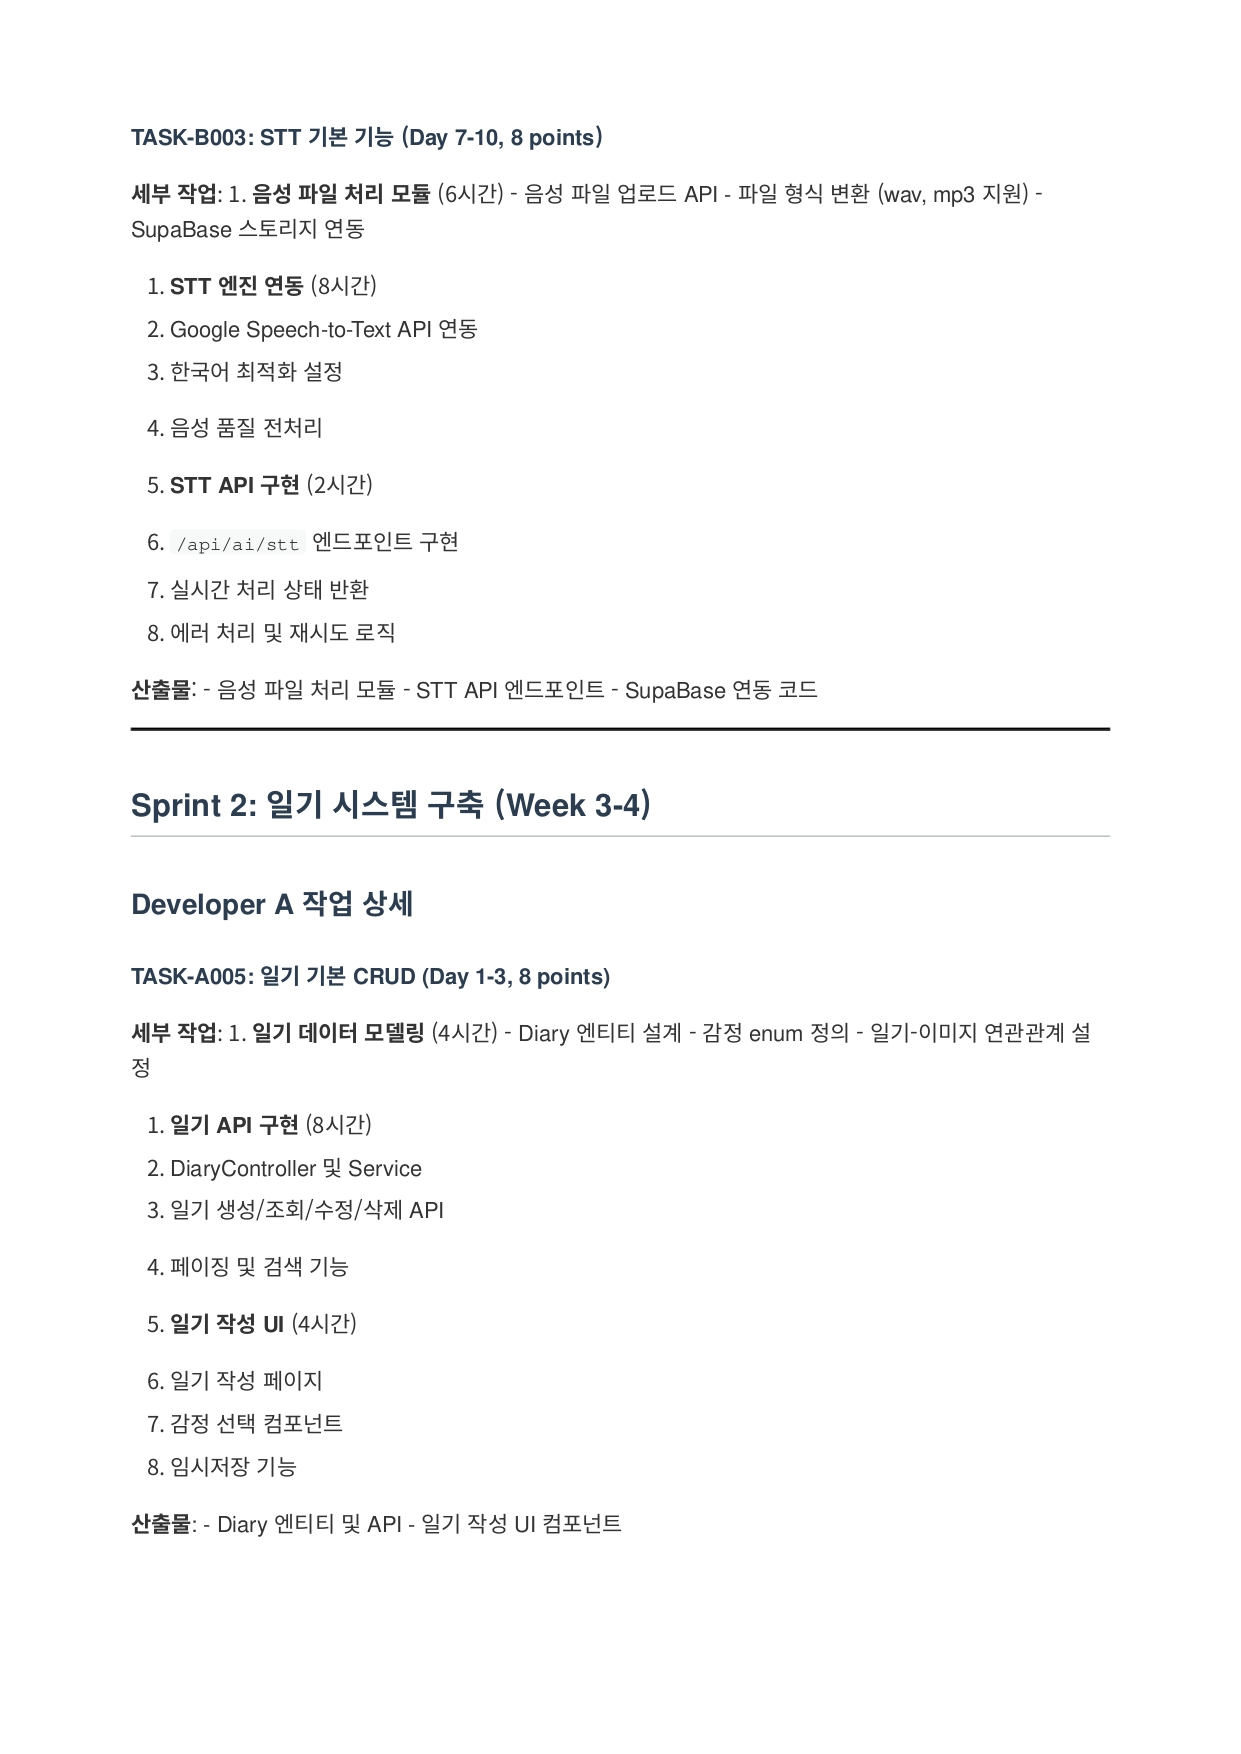 TASK-B003: STT 기본 기능 (Day 7-10, 8 points)
세부 작업: 1. 음성 파일 처리 모듈 (6시간) - 음성 파일 업로드 API - 파일 형식 변환 (wav, mp3 지원) -
SupaBase 스토리지 연동
1. STT 엔진 연동 (8시간)
2. Google Speech-to-Text API 연동
3. 한국어 최적화 설정
4. 음성 품질 전처리
5. STT API 구현 (2시간)
6. /api/ai/stt 엔드포인트 구현
7. 실시간 처리 상태 반환
8. 에러 처리 및 재시도 로직
산출물: - 음성 파일 처리 모듈 - STT API 엔드포인트 - SupaBase 연동 코드
Sprint 2: 일기 시스템 구축 (Week 3-4)
Developer A 작업 상세
TASK-A005: 일기 기본 CRUD (Day 1-3, 8 points)
세부 작업: 1. 일기 데이터 모델링 (4시간) - Diary 엔티티 설계 - 감정 enum 정의 - 일기-이미지 연관관계 설
정
1. 일기 API 구현 (8시간)
2. DiaryController 및 Service
3. 일기 생성/조회/수정/삭제 API
4. 페이징 및 검색 기능
5. 일기 작성 UI (4시간)
6. 일기 작성 페이지
7. 감정 선택 컴포넌트
8. 임시저장 기능
산출물: - Diary 엔티티 및 API - 일기 작성 UI 컴포넌트